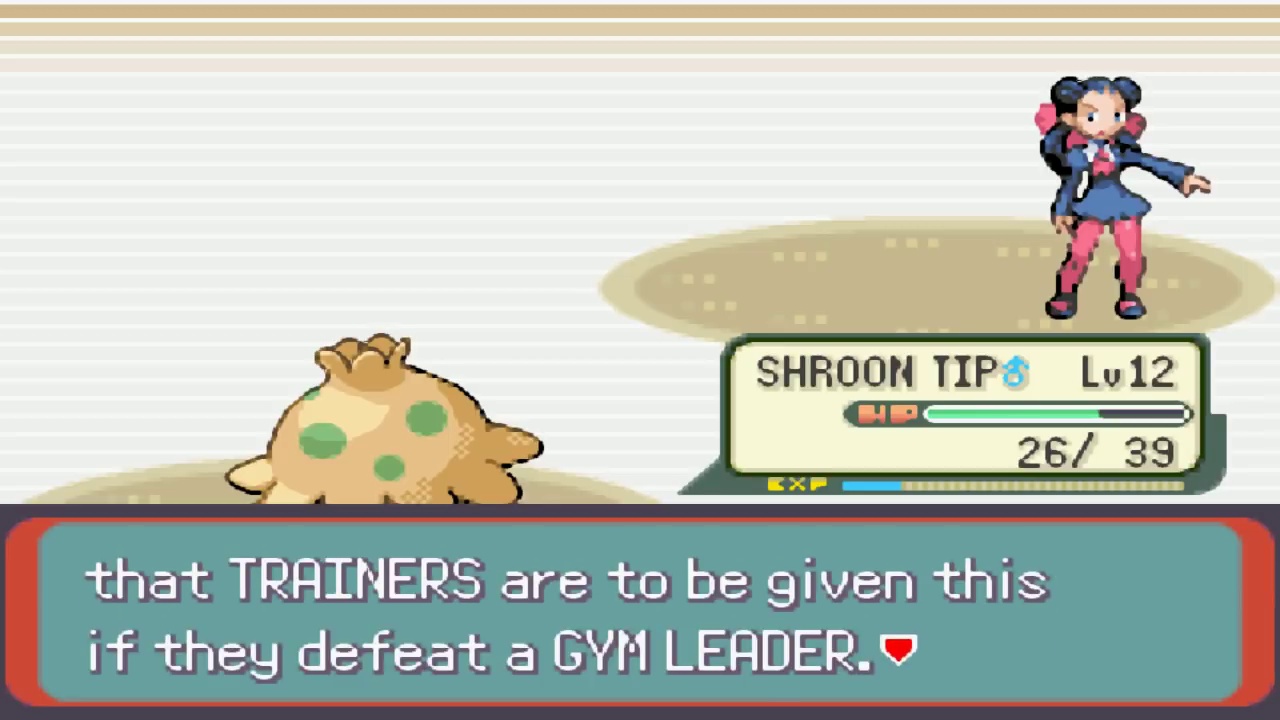 SHROON TIP♂ Lv12
HP
26/ 39
EXP
that TRAINERS are to be given this
if they defeat a GYM LEADER.